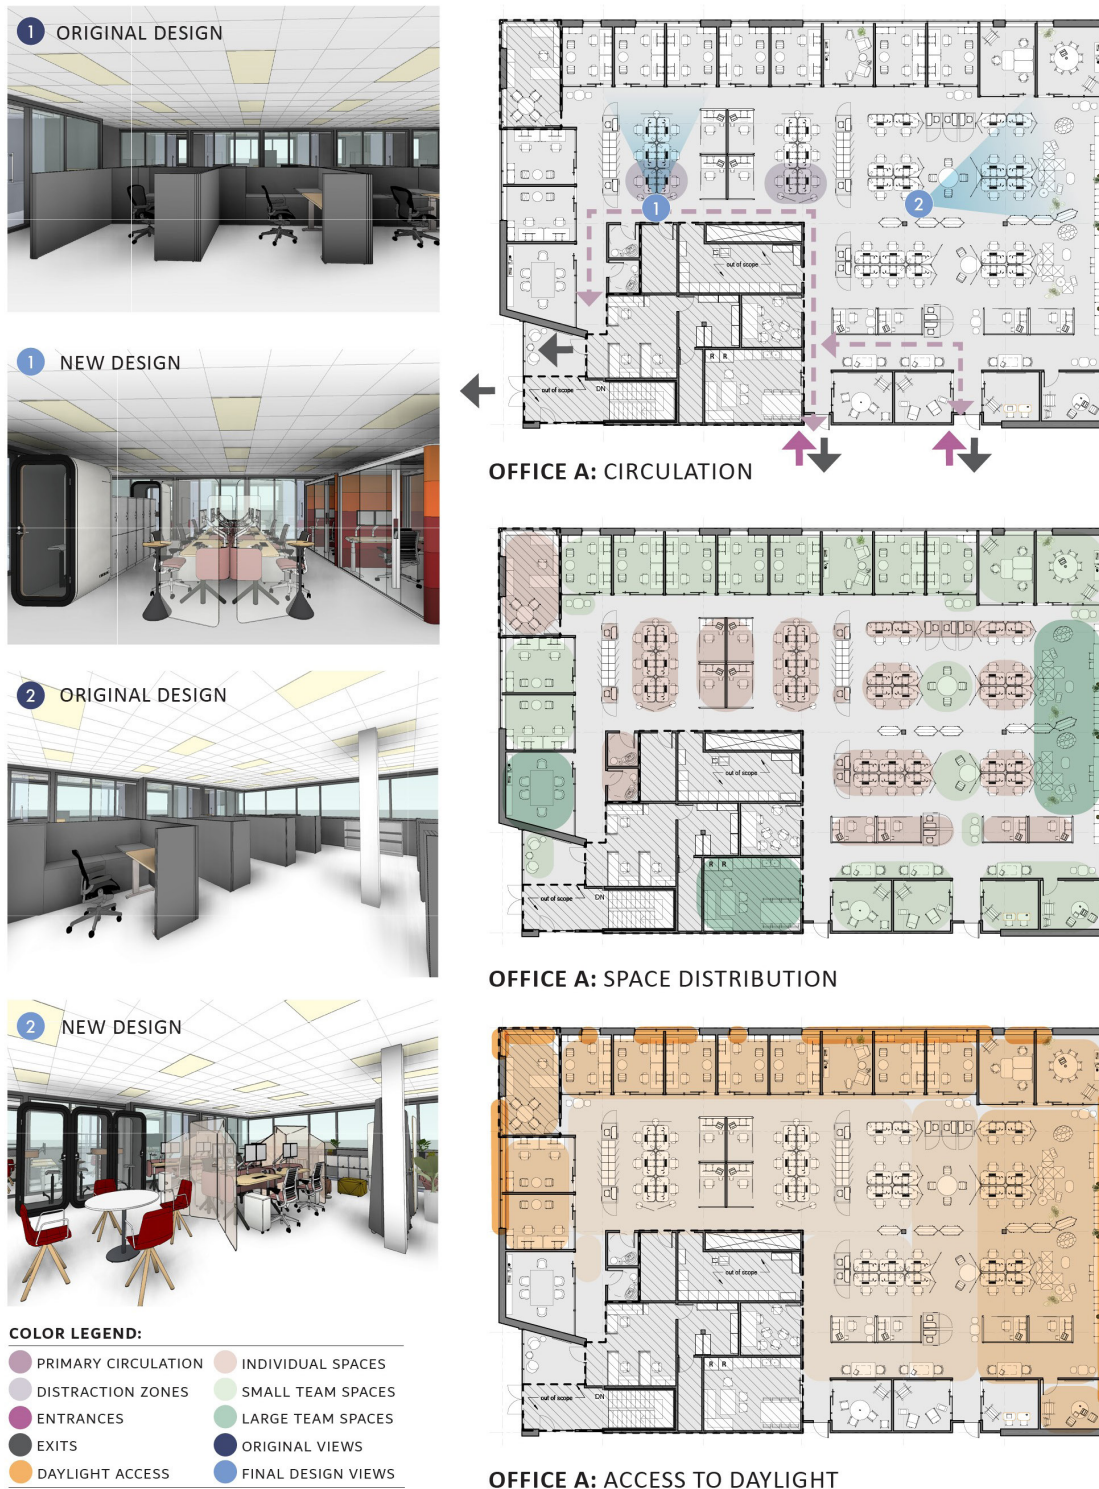 1 ORIGINAL DESIGN
1 NEW DESIGN
2 ORIGINAL DESIGN
2 NEW DESIGN
COLOR LEGEND:
PRIMARY CIRCULATION
DISTRACTION ZONES
ENTRANCES
EXITS
DAYLIGHT ACCESS
INDIVIDUAL SPACES
SMALL TEAM SPACES
LARGE TEAM SPACES
ORIGINAL VIEWS
FINAL DESIGN VIEWS
1
2
out of scope
R R
out of scope
DN
OFFICE A: CIRCULATION
out of scope
R R
out of scope
DN
OFFICE A: SPACE DISTRIBUTION
out of scope
R R
out of scope
DN
OFFICE A: ACCESS TO DAYLIGHT